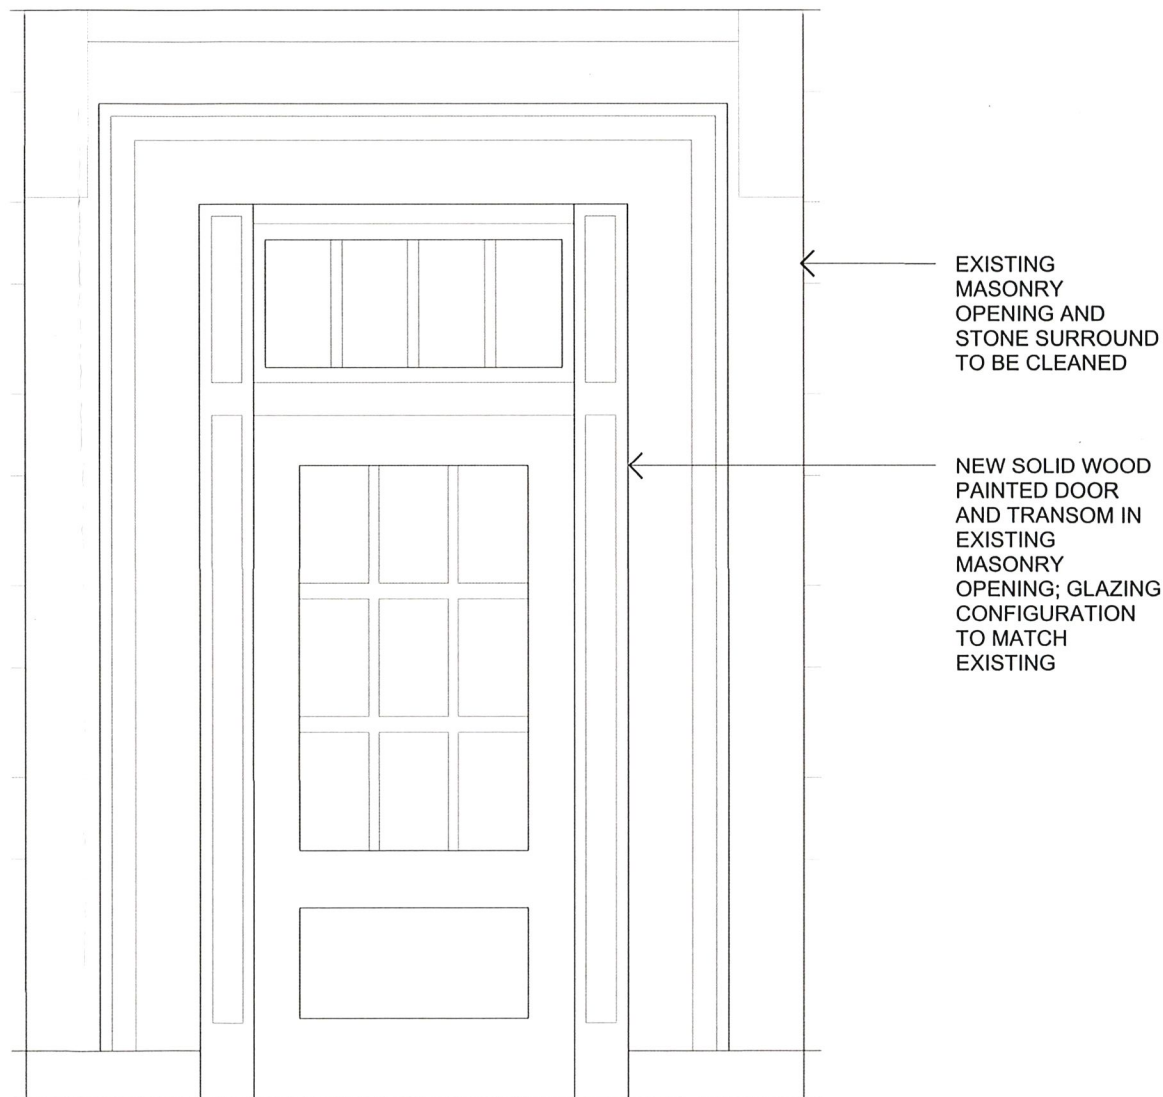 EXISTING
MASONRY
OPENING AND
STONE SURROUND
TO BE CLEANED
NEW SOLID WOOD
PAINTED DOOR
AND TRANSOM IN
EXISTING
MASONRY
OPENING; GLAZING
CONFIGURATION
TO MATCH
EXISTING